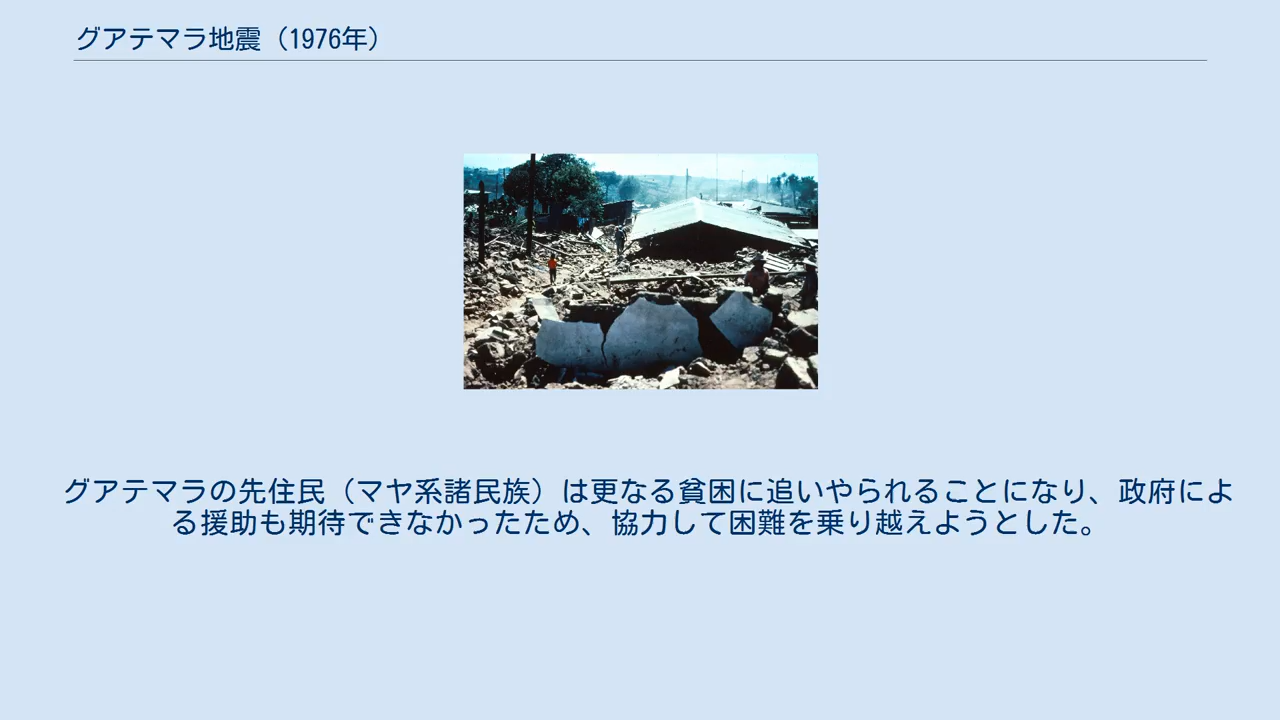 グアテマラ地震（1976年）
グアテマラの先住民（マヤ系諸民族）は更なる貧困に追いやられることになり、政府によ
る援助も期待できなかったため、協力して困難を乗り越えようとした。